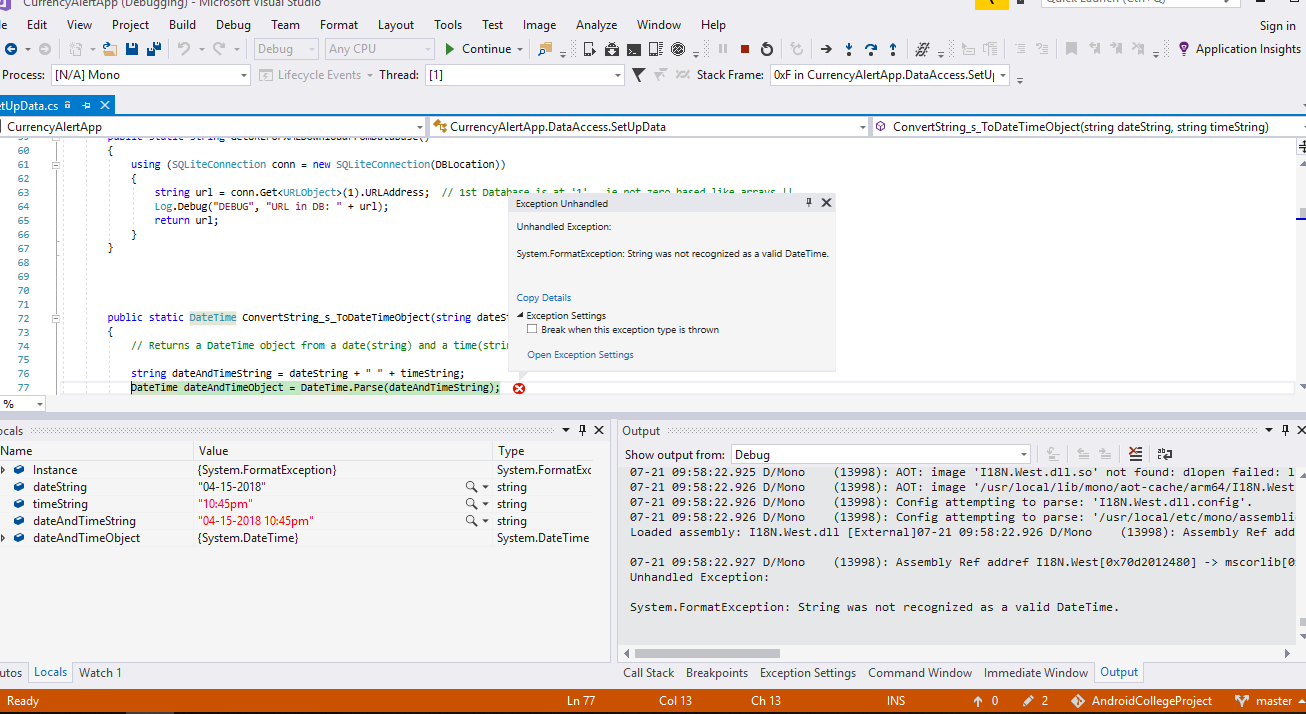 CurrencyAlertApp (Debugging) - Microsoft Visual Studio
Quick Launch (Ctrl+Q)
Edit View Project Build Debug Team Format Layout Tools Test Image Analyze Window Help
Sign in
Debug Any CPU Continue Application Insights
Process: [N/A] Mono Lifecycle Events Thread: [1] Stack Frame: 0xF in CurrencyAlertApp.DataAccess.SetU
etUpData.cs
CurrencyAlertApp CurrencyAlertApp.DataAccess.SetUpData ConvertString_s_ToDateTimeObject(string dateString, string timeString)
60 {
61 using (SQLiteConnection conn = new SQLiteConnection(DBLocation))
62 {
63 string url = conn.Get<URLObject>(1).URLAddress; // 1st Database is at '1' ie not zero based like arrays !!
64 Log.Debug("DEBUG", "URL in DB: " + url);
65 return url;
66 }
67 }
68
69
70
71
72 public static DateTime ConvertString_s_ToDateTimeObject(string dateS
73 {
74 // Returns a DateTime object from a date(string) and a time(stri
75
76 string dateAndTimeString = dateString + " " + timeString;
77 DateTime dateAndTimeObject = DateTime.Parse(dateAndTimeString);
%
Exception Unhandled
Unhandled Exception:
System.FormatException: String was not recognized as a valid DateTime.
Copy Details
Exception Settings
Break when this exception type is thrown
Open Exception Settings
ocals
Name Value Type
Instance {System.FormatException} System.FormatExc
dateString "04-15-2018" string
timeString "10:45pm" string
dateAndTimeString "04-15-2018 10:45pm" string
dateAndTimeObject {System.DateTime} System.DateTime
utos Locals Watch 1
Output
Show output from: Debug
07-21 09:58:22.925 D/Mono (13998): AOT: image 'I18N.West.dll.so' not found: dlopen failed: l
07-21 09:58:22.926 D/Mono (13998): AOT: image '/usr/local/lib/mono/aot-cache/arm64/I18N.West
07-21 09:58:22.926 D/Mono (13998): Config attempting to parse: 'I18N.West.dll.config'.
07-21 09:58:22.926 D/Mono (13998): Config attempting to parse: '/usr/local/etc/mono/assembli
Loaded assembly: I18N.West.dll [External]07-21 09:58:22.926 D/Mono (13998): Assembly Ref add
07-21 09:58:22.927 D/Mono (13998): Assembly Ref addref I18N.West[0x70d2012480] -> mscorlib[0
Unhandled Exception:
System.FormatException: String was not recognized as a valid DateTime.
Call Stack Breakpoints Exception Settings Command Window Immediate Window Output
Ready Ln 77 Col 13 Ch 13 INS 0 2 AndroidCollegeProject master